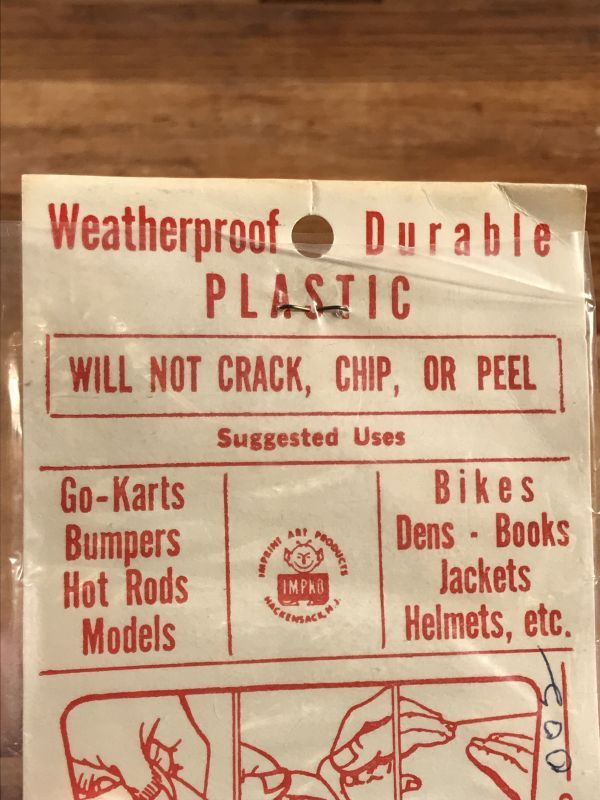 Weatherproof Durable
PLASTIC
WILL NOT CRACK, CHIP, OR PEEL
Suggested Uses
Go-Karts
Bumpers
Hot Rods
Models
IMPRINT ART PRODUCTS
IMPKO
HACKENSACK, N.J.
Bikes
Dens - Books
Jackets
Helmets, etc.